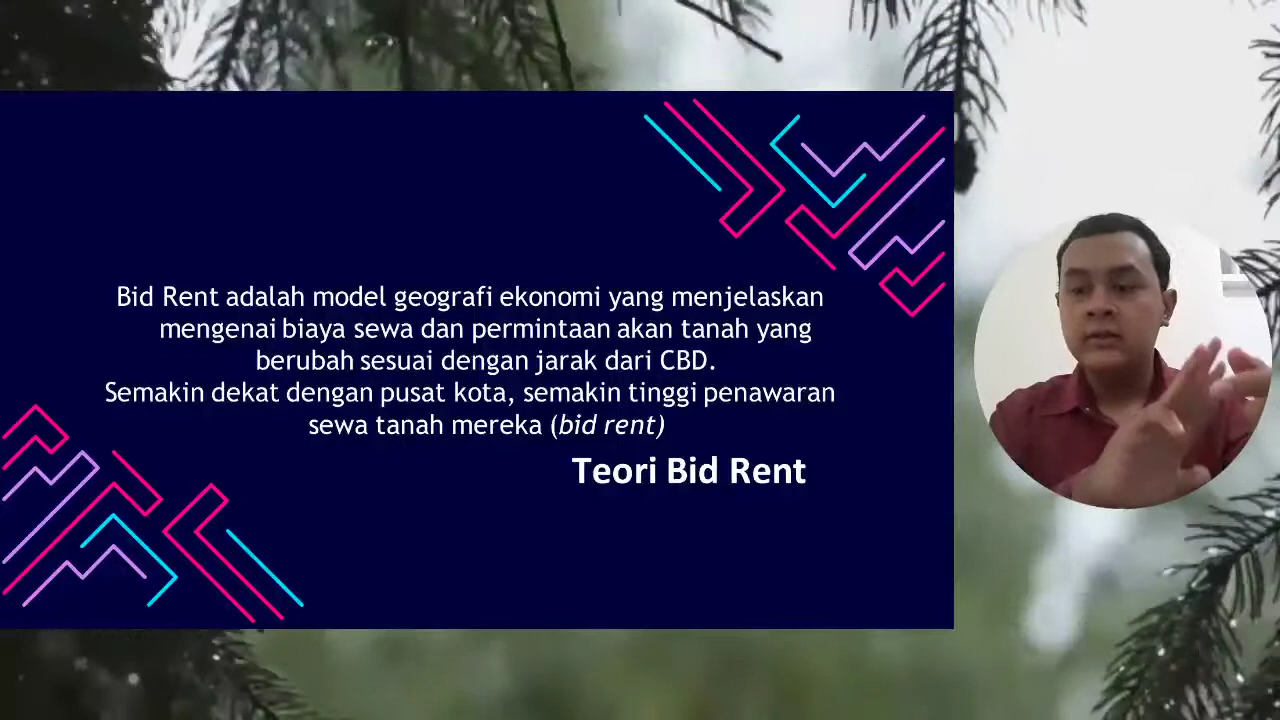 Bid Rent adalah model geografi ekonomi yang menjelaskan
mengenai biaya sewa dan permintaan akan tanah yang
berubah sesuai dengan jarak dari CBD.
Semakin dekat dengan pusat kota, semakin tinggi penawaran
sewa tanah mereka (bid rent)
Teori Bid Rent